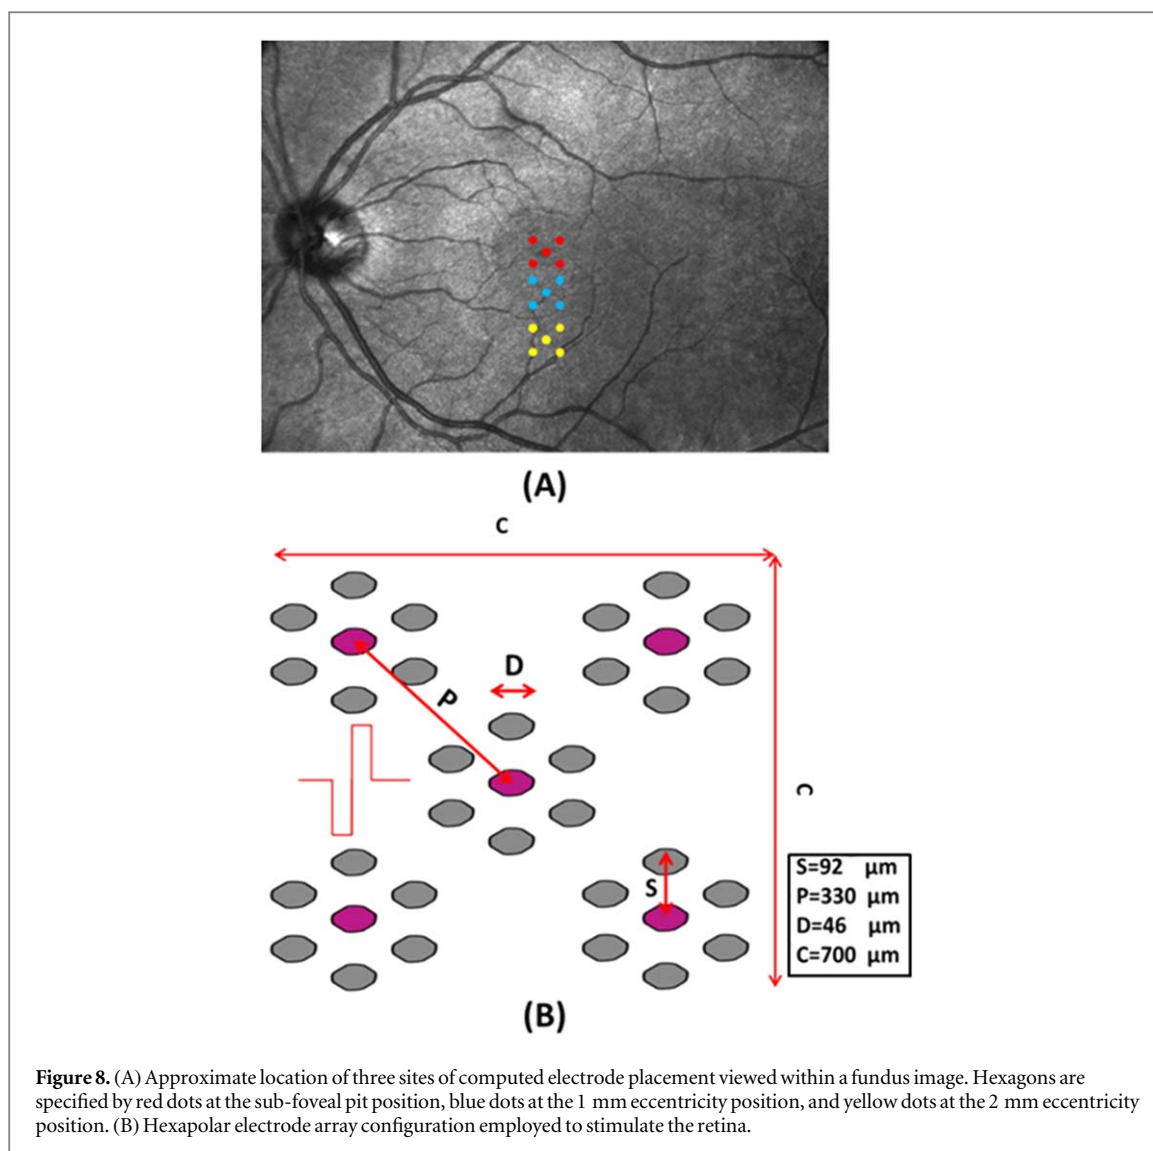 (A)
C
D
P
C
S
S=92 μm
P=330 μm
D=46 μm
C=700 μm
(B)
Figure 8. (A) Approximate location of three sites of computed electrode placement viewed within a fundus image. Hexagons are
specified by red dots at the sub-foveal pit position, blue dots at the 1 mm eccentricity position, and yellow dots at the 2 mm eccentricity
position. (B) Hexapolar electrode array configuration employed to stimulate the retina.